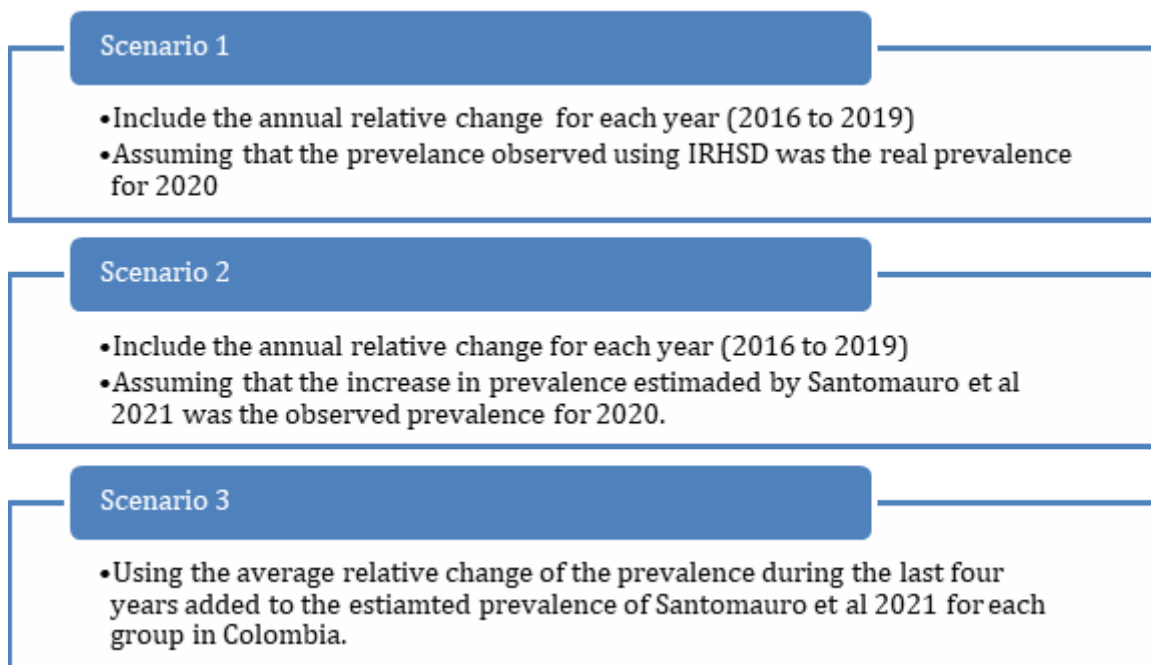 Scenario 1
•Include the annual relative change for each year (2016 to 2019)
•Assuming that the prevelance observed using IRHSD was the real prevalence
for 2020
Scenario 2
•Include the annual relative change for each year (2016 to 2019)
•Assuming that the increase in prevalence estimaded by Santomauro et al
2021 was the observed prevalence for 2020.
Scenario 3
•Using the average relative change of the prevalence during the last four
years added to the estiamted prevalence of Santomauro et al 2021 for each
group in Colombia.